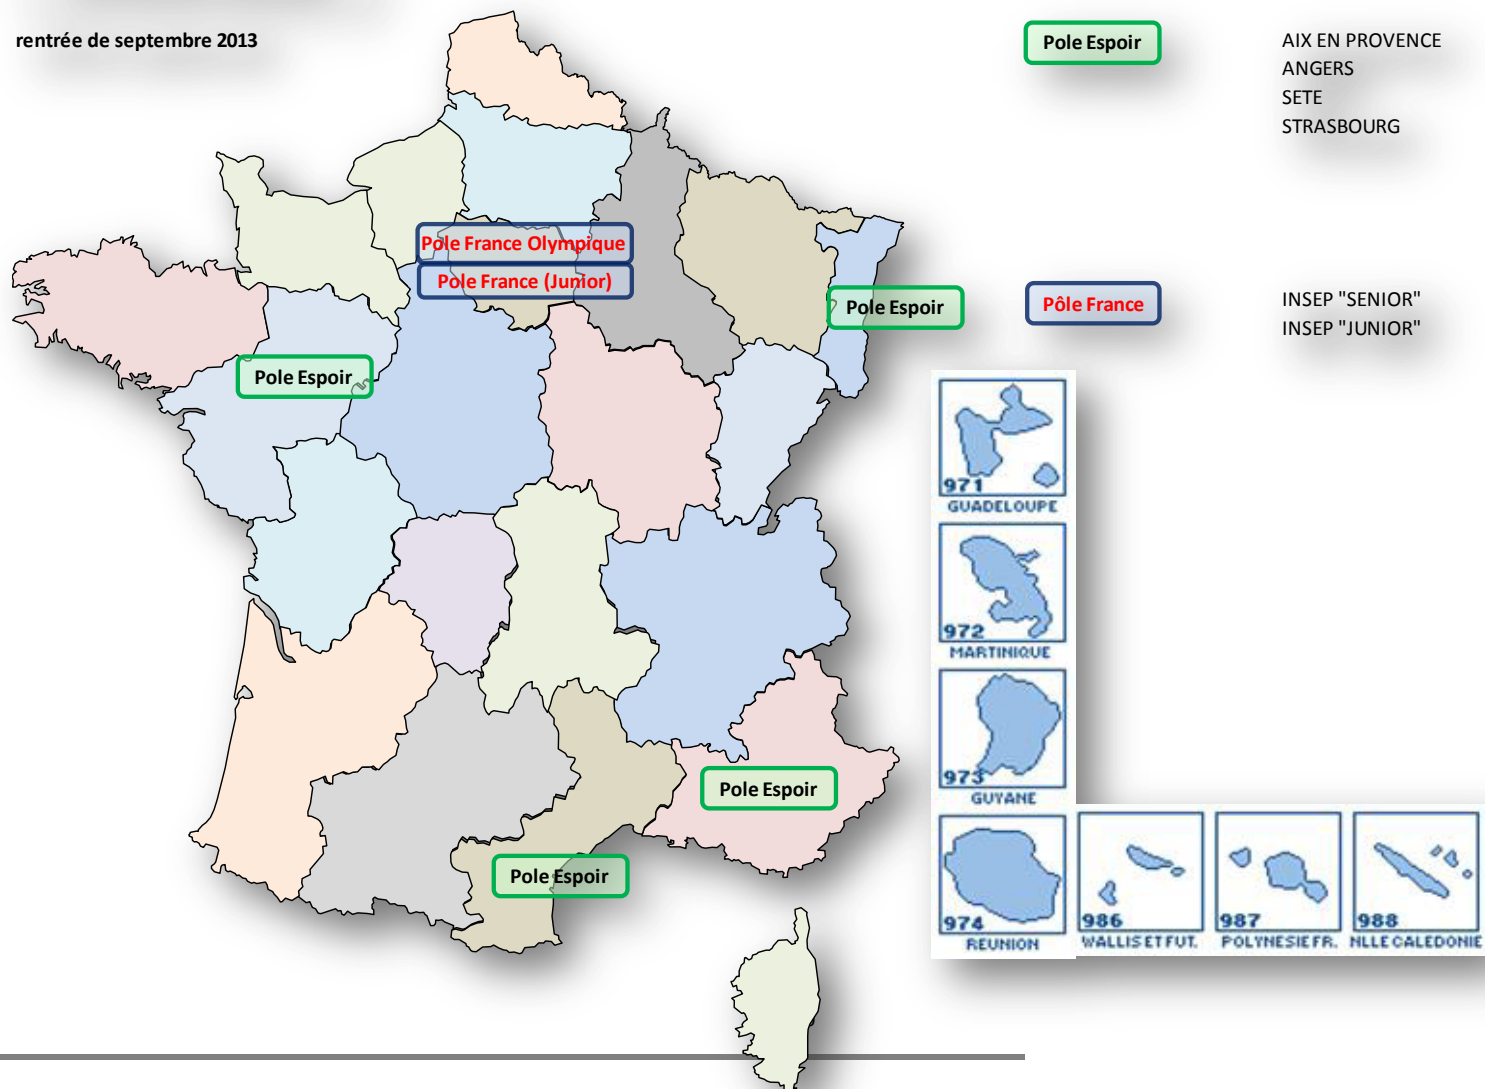 rentrée de septembre 2013
Pole Espoir
AIX EN PROVENCE
ANGERS
SETE
STRASBOURG
Pole France Olympique
Pole France (Junior)
Pole Espoir
Pôle France
INSEP "SENIOR"
INSEP "JUNIOR"
Pole Espoir
Pole Espoir
Pole Espoir
971
GUADELOUPE
972
MARTINIQUE
973
GUYANE
974
REUNION
986
WALLIS ET FUT.
987
POLYNESIE FR.
988
NLLE CALEDONIE